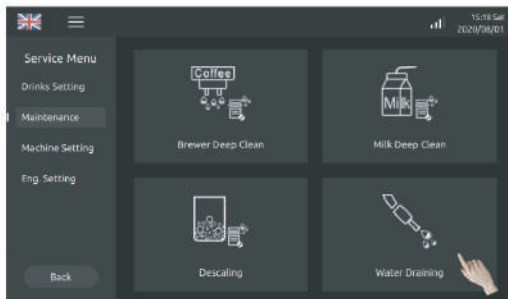 15:18 Sat
2020/08/01
Service Menu
Drinks Setting
Maintenance
Machine Setting
Eng. Setting
Back
Coffee
Brewer Deep Clean
Milk
Milk Deep Clean
Descaling
Water Draining